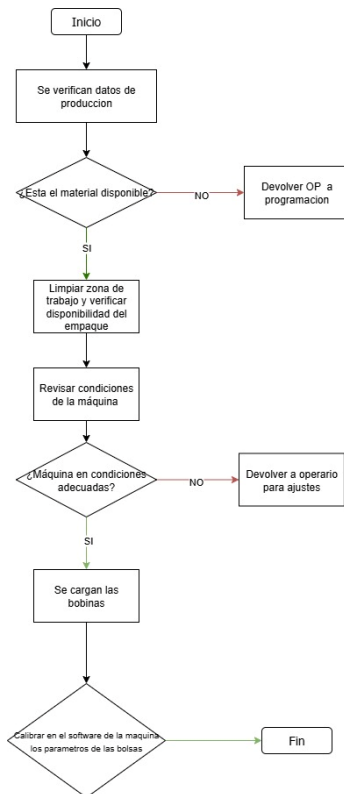 Inicio
Se verifican datos de
produccion
¿Esta el material disponible?
NO
Devolver OP a
programacion
SI
Limpiar zona de
trabajo y verificar
disponibilidad del
empaque
Revisar condiciones
de la máquina
¿Máquina en condiciones
adecuadas?
NO
Devolver a operario
para ajustes
SI
Se cargan las
bobinas
Calibrar en el software de la maquina
los parametros de las bolsas
Fin